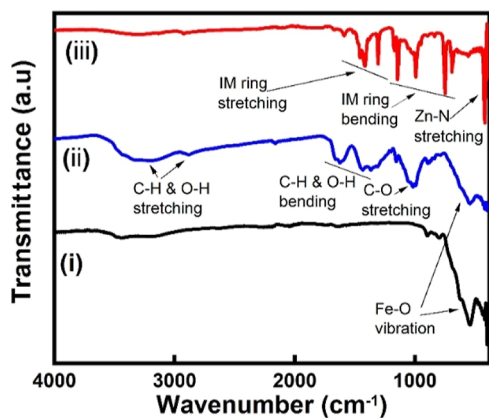 (iii)
IM ring
stretching
IM ring
bending
Zn-N
stretching
(ii)
C-H & O-H
stretching
C-H & O-H
bending
C-O
stretching
(i)
Fe-O
vibration
Transmittance (a.u)
4000 3000 2000 1000
Wavenumber (cm⁻¹)